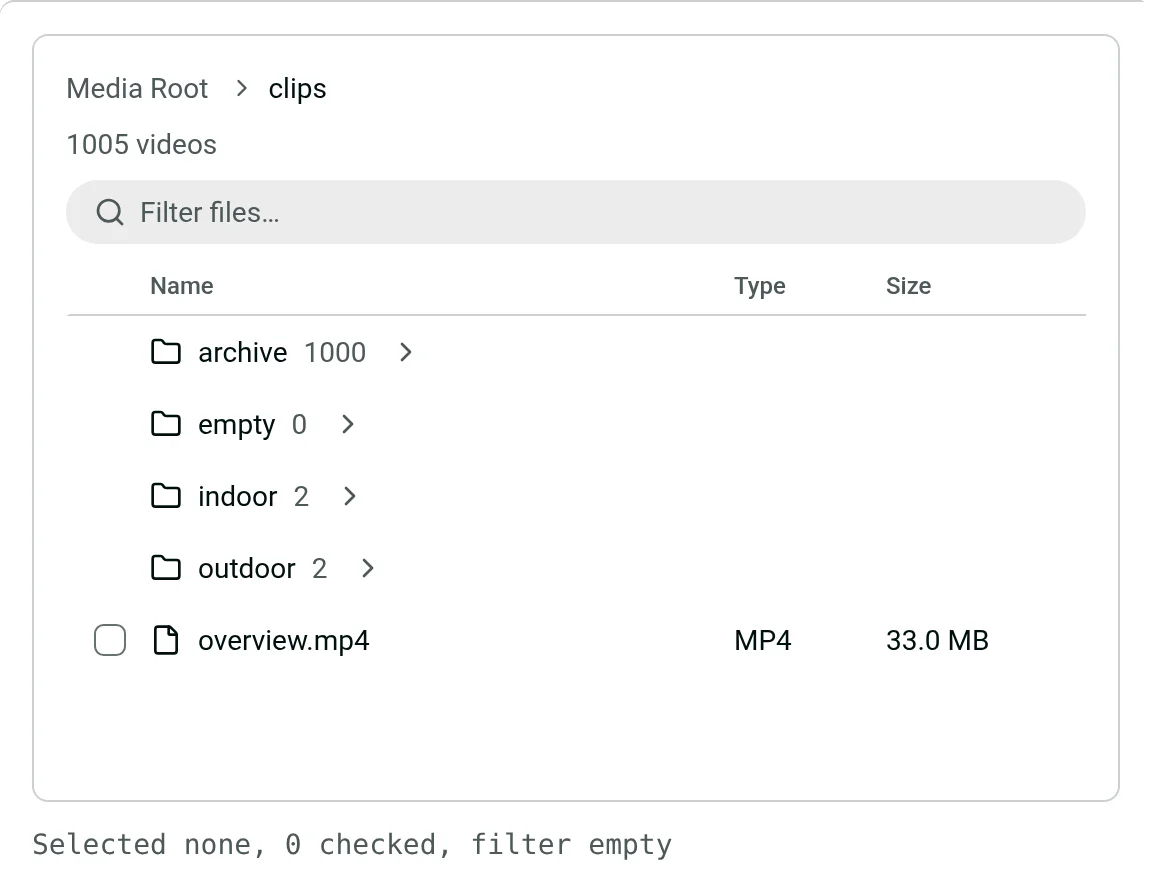 Media Root > clips
1005 videos
Filter files…
Name Type Size
archive 1000 >
empty 0 >
indoor 2 >
outdoor 2 >
overview.mp4 MP4 33.0 MB
Selected none, 0 checked, filter empty